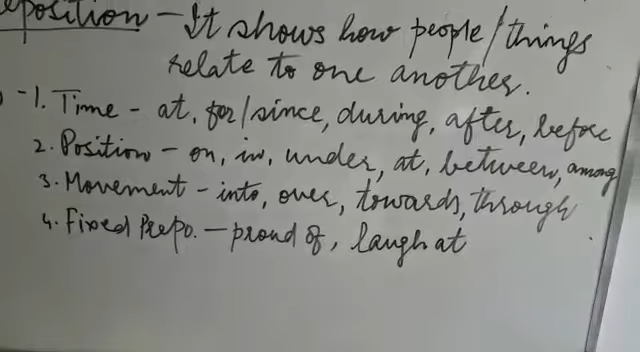 eposition - It shows how people/things
relate to one another.
-1. Time - at, for/since, during, after, before
2. Position - on, in, under, at, between, among
3. Movement - into, over, towards, through
4. Fixed Prepo. - proud of, laugh at